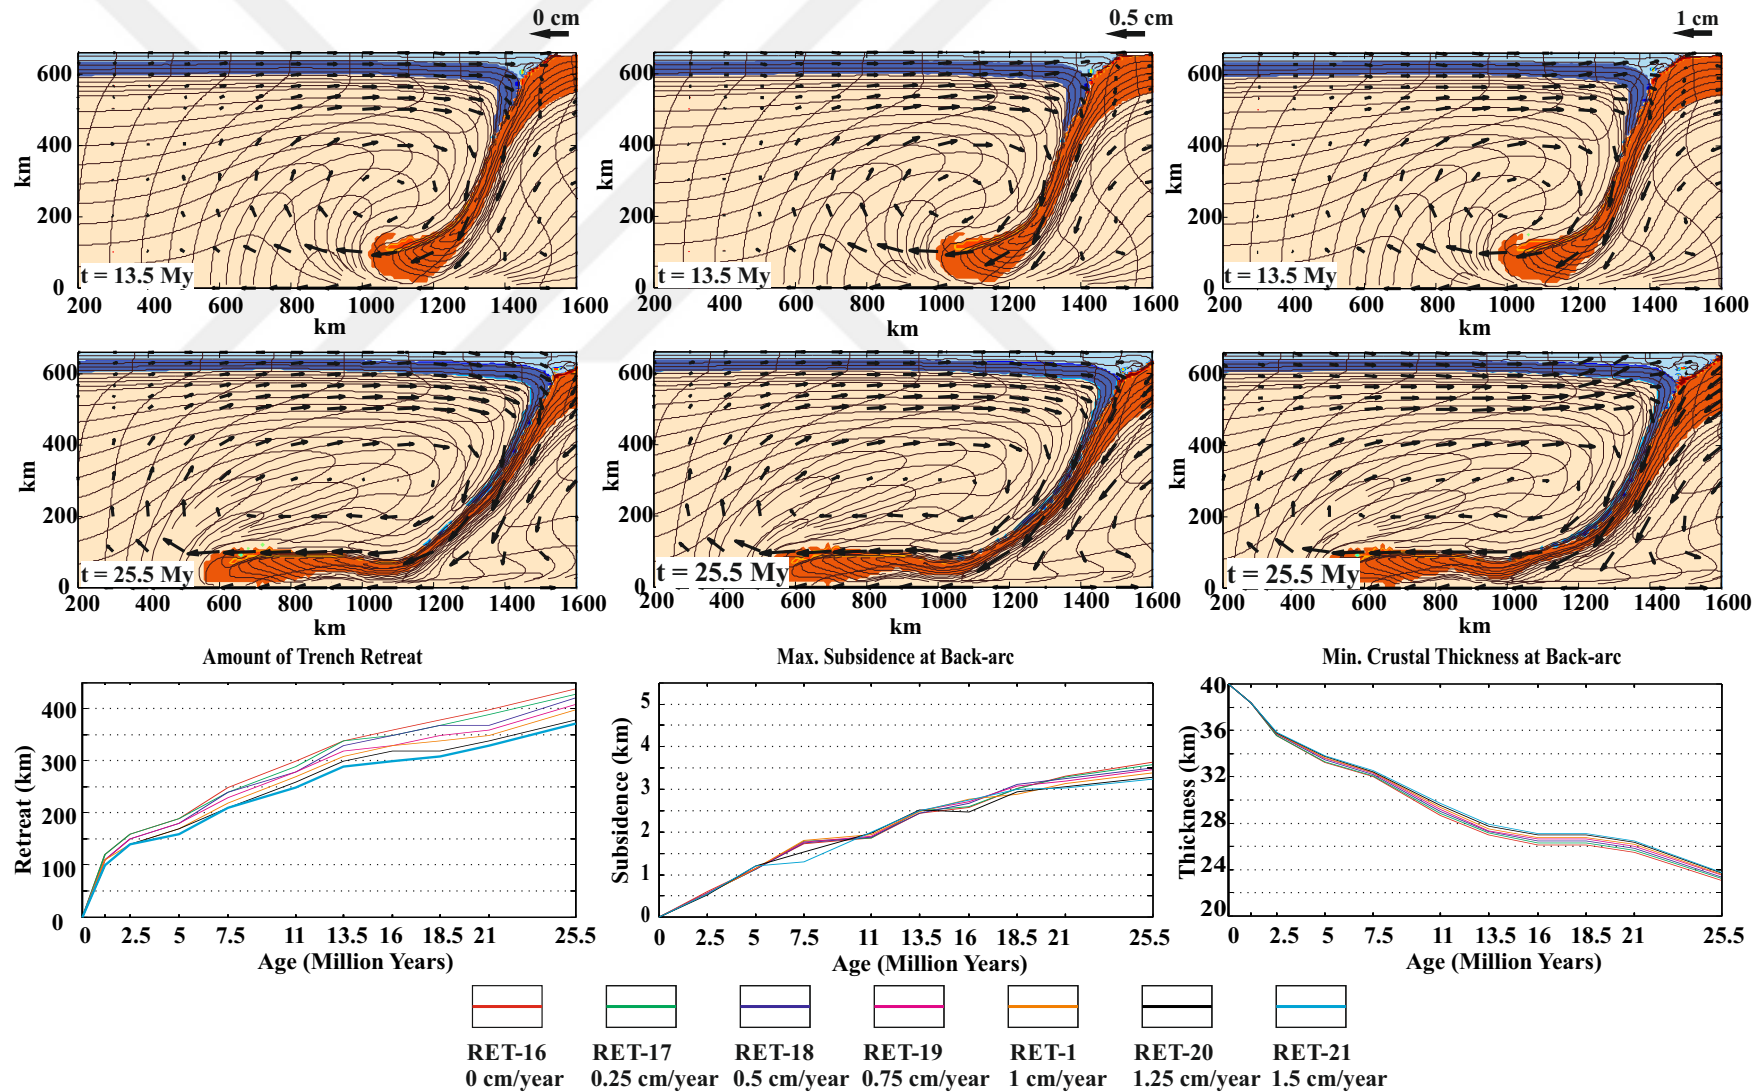 0 cm
0.5 cm
1 cm
km
600
400
200
0
t = 13.5 My
200 400 600 800 1000 1200 1400 1600
km
km
600
400
200
0
t = 13.5 My
200 400 600 800 1000 1200 1400 1600
km
km
600
400
200
0
t = 13.5 My
200 400 600 800 1000 1200 1400 1600
km
km
600
400
200
0
t = 25.5 My
200 400 600 800 1000 1200 1400 1600
km
km
600
400
200
0
t = 25.5 My
200 400 600 800 1000 1200 1400 1600
km
km
600
400
200
0
t = 25.5 My
200 400 600 800 1000 1200 1400 1600
km
Amount of Trench Retreat
Retreat (km)
400
300
200
100
0
0 2.5 5 7.5 11 13.5 16 18.5 21 25.5
Age (Million Years)
Max. Subsidence at Back-arc
Subsidence (km)
5
4
3
2
1
0
0 2.5 5 7.5 11 13.5 16 18.5 21 25.5
Age (Million Years)
Min. Crustal Thickness at Back-arc
Thickness (km)
40
36
32
28
24
20
0 2.5 5 7.5 11 13.5 16 18.5 21 25.5
Age (Million Years)
RET-16 RET-17 RET-18 RET-19 RET-1 RET-20 RET-21
0 cm/year 0.25 cm/year 0.5 cm/year 0.75 cm/year 1 cm/year 1.25 cm/year 1.5 cm/year